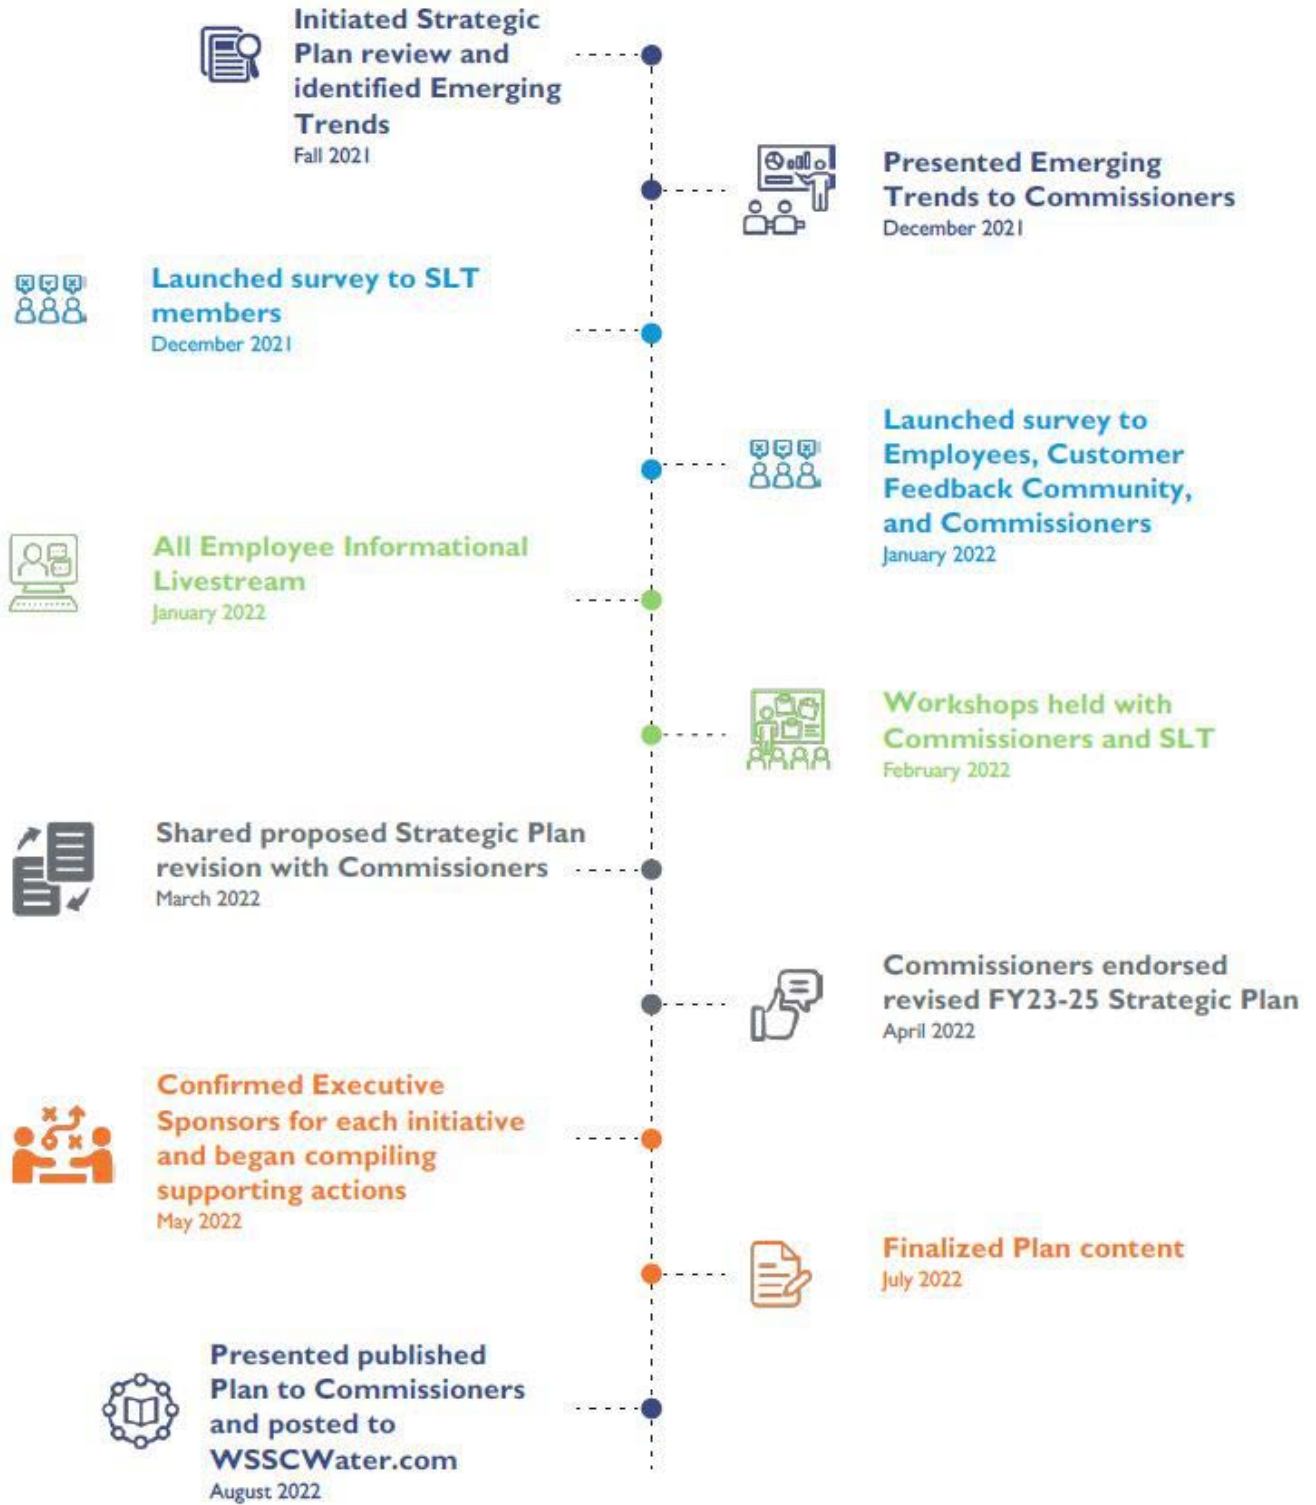 Initiated Strategic
Plan review and
identified Emerging
Trends
Fall 2021
Presented Emerging
Trends to Commissioners
December 2021
Launched survey to SLT
members
December 2021
Launched survey to
Employees, Customer
Feedback Community,
and Commissioners
January 2022
All Employee Informational
Livestream
January 2022
Workshops held with
Commissioners and SLT
February 2022
Shared proposed Strategic Plan
revision with Commissioners
March 2022
Commissioners endorsed
revised FY23-25 Strategic Plan
April 2022
Confirmed Executive
Sponsors for each initiative
and began compiling
supporting actions
May 2022
Finalized Plan content
July 2022
Presented published
Plan to Commissioners
and posted to
WSSCWater.com
August 2022